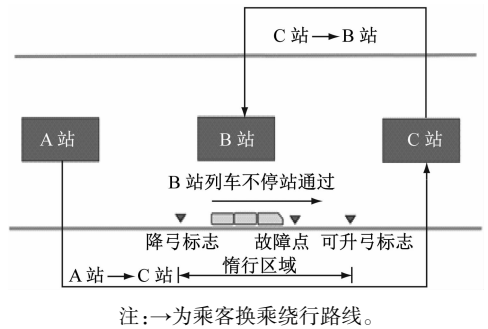 C 站→B 站
A 站
B 站
C 站
B 站列车不停站通过
降弓标志
故障点
可升弓标志
A 站→C 站
惰行区域
注:→为乘客换乘绕行路线。